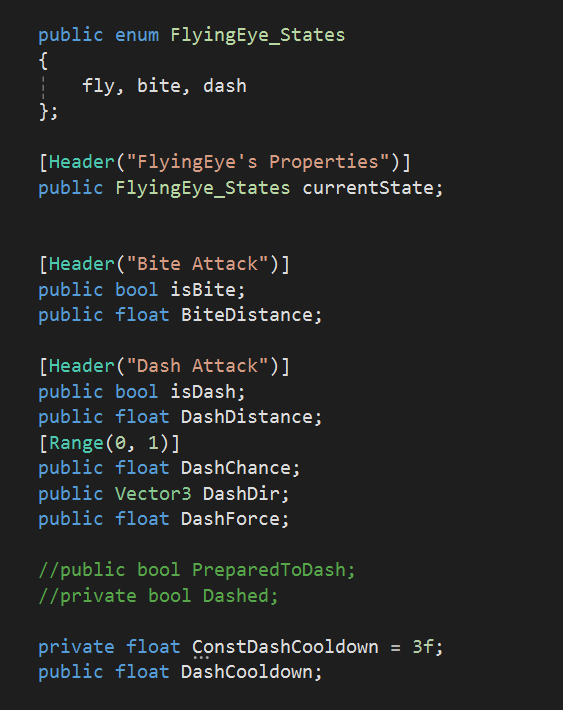 public enum FlyingEye_States
{
fly, bite, dash
};
[Header("FlyingEye's Properties")]
public FlyingEye_States currentState;
[Header("Bite Attack")]
public bool isBite;
public float BiteDistance;
[Header("Dash Attack")]
public bool isDash;
public float DashDistance;
[Range(0, 1)]
public float DashChance;
public Vector3 DashDir;
public float DashForce;
//public bool PreparedToDash;
//private bool Dashed;
private float ConstDashCooldown = 3f;
public float DashCooldown;